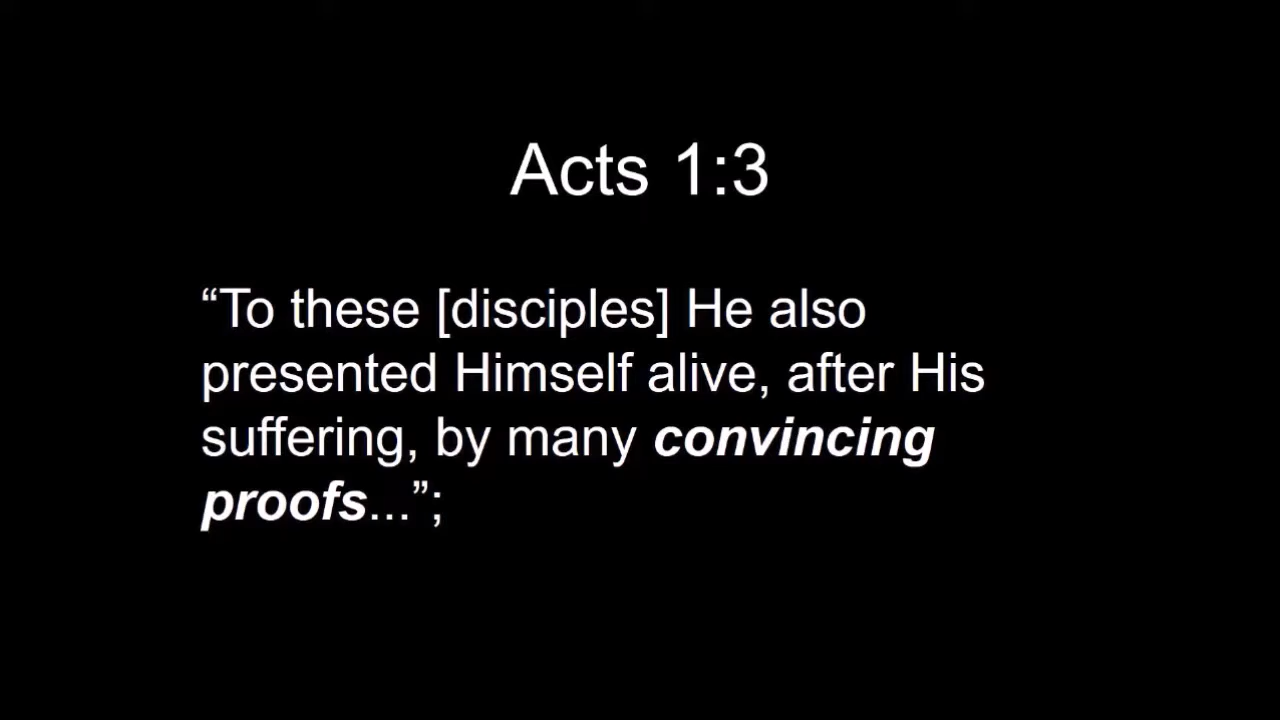 Acts 1:3
“To these [disciples] He also
presented Himself alive, after His
suffering, by many convincing
proofs...”;